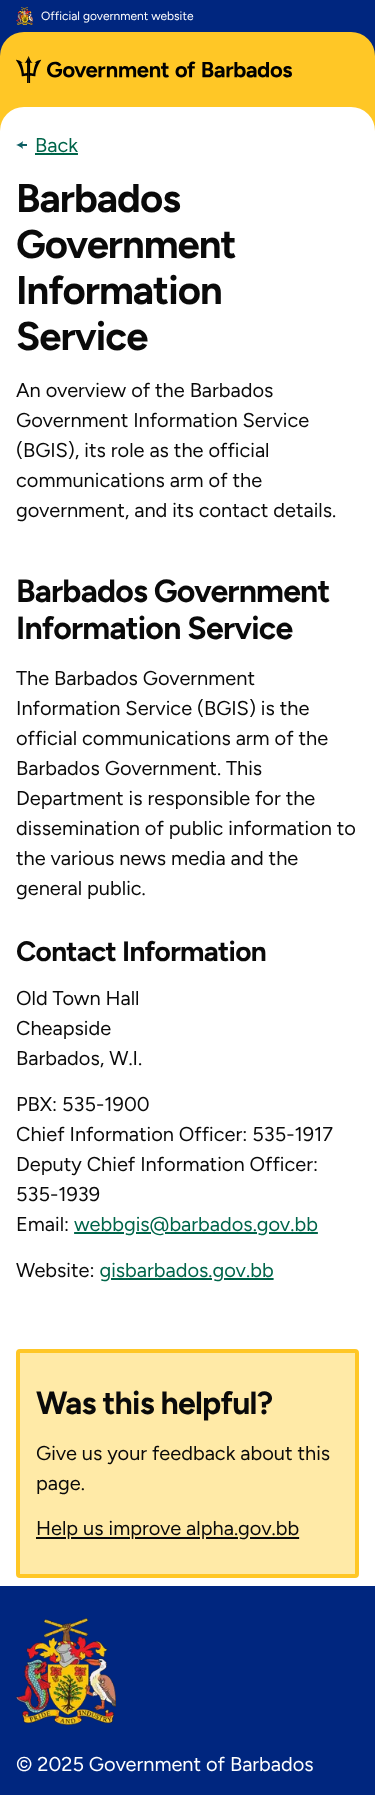 Official government website
Government of Barbados
Back
Barbados
Government
Information
Service
An overview of the Barbados
Government Information Service
(BGIS), its role as the official
communications arm of the
government, and its contact details.
Barbados Government
Information Service
The Barbados Government
Information Service (BGIS) is the
official communications arm of the
Barbados Government. This
Department is responsible for the
dissemination of public information to
the various news media and the
general public.
Contact Information
Old Town Hall
Cheapside
Barbados, W.I.
PBX: 535-1900
Chief Information Officer: 535-1917
Deputy Chief Information Officer:
535-1939
Email: webbgis@barbados.gov.bb
Website: gisbarbados.gov.bb
Was this helpful?
Give us your feedback about this
page.
Help us improve alpha.gov.bb
PRIDE AND INDUSTRY
© 2025 Government of Barbados